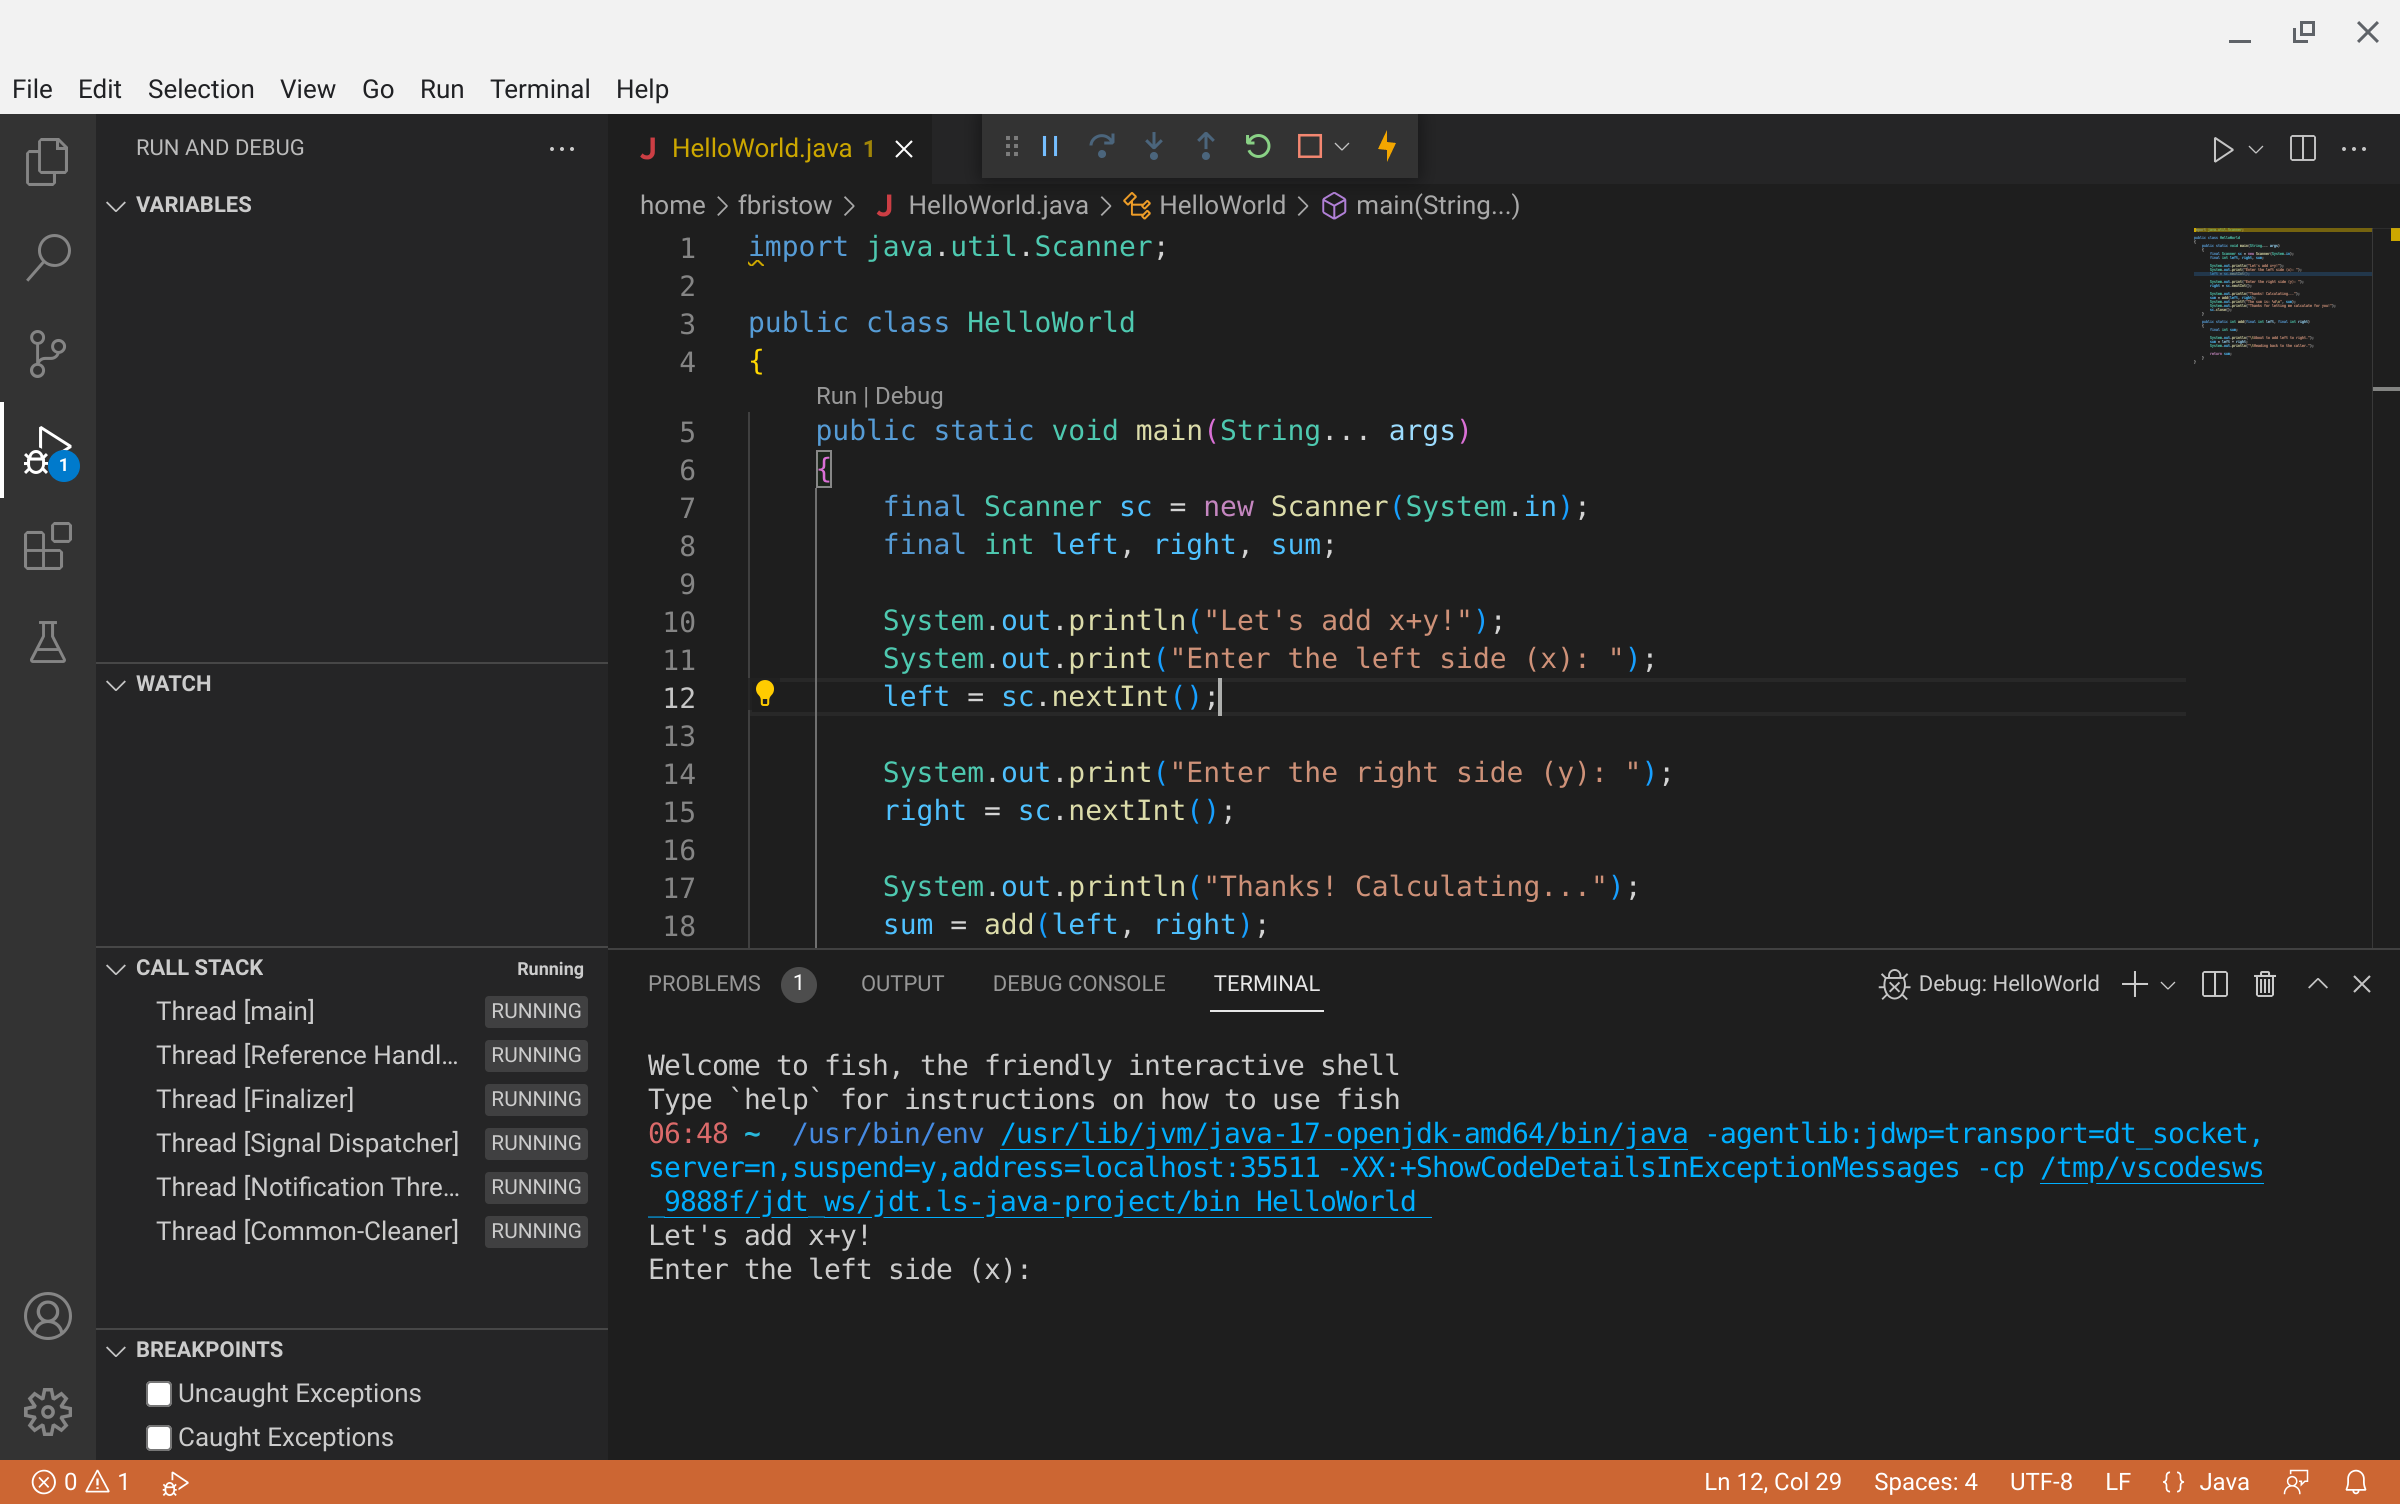 File Edit Selection View Go Run Terminal Help
RUN AND DEBUG
VARIABLES
WATCH
CALL STACK Running
Thread [main] RUNNING
Thread [Reference Handl... RUNNING
Thread [Finalizer] RUNNING
Thread [Signal Dispatcher] RUNNING
Thread [Notification Thre... RUNNING
Thread [Common-Cleaner] RUNNING
BREAKPOINTS
Uncaught Exceptions
Caught Exceptions
1
J HelloWorld.java 1
home > fbristow > J HelloWorld.java > HelloWorld > main(String...)
1 import java.util.Scanner;
2
3 public class HelloWorld
4 {
Run | Debug
5 public static void main(String... args)
6 {
7 final Scanner sc = new Scanner(System.in);
8 final int left, right, sum;
9
10 System.out.println("Let's add x+y!");
11 System.out.print("Enter the left side (x): ");
12 left = sc.nextInt();
13
14 System.out.print("Enter the right side (y): ");
15 right = sc.nextInt();
16
17 System.out.println("Thanks! Calculating...");
18 sum = add(left, right);
PROBLEMS 1 OUTPUT DEBUG CONSOLE TERMINAL Debug: HelloWorld
Welcome to fish, the friendly interactive shell
Type `help` for instructions on how to use fish
06:48 ~ /usr/bin/env /usr/lib/jvm/java-17-openjdk-amd64/bin/java -agentlib:jdwp=transport=dt_socket,
server=n,suspend=y,address=localhost:35511 -XX:+ShowCodeDetailsInExceptionMessages -cp /tmp/vscodesws
_9888f/jdt_ws/jdt.ls-java-project/bin HelloWorld
Let's add x+y!
Enter the left side (x):
0 1 Ln 12, Col 29 Spaces: 4 UTF-8 LF {} Java